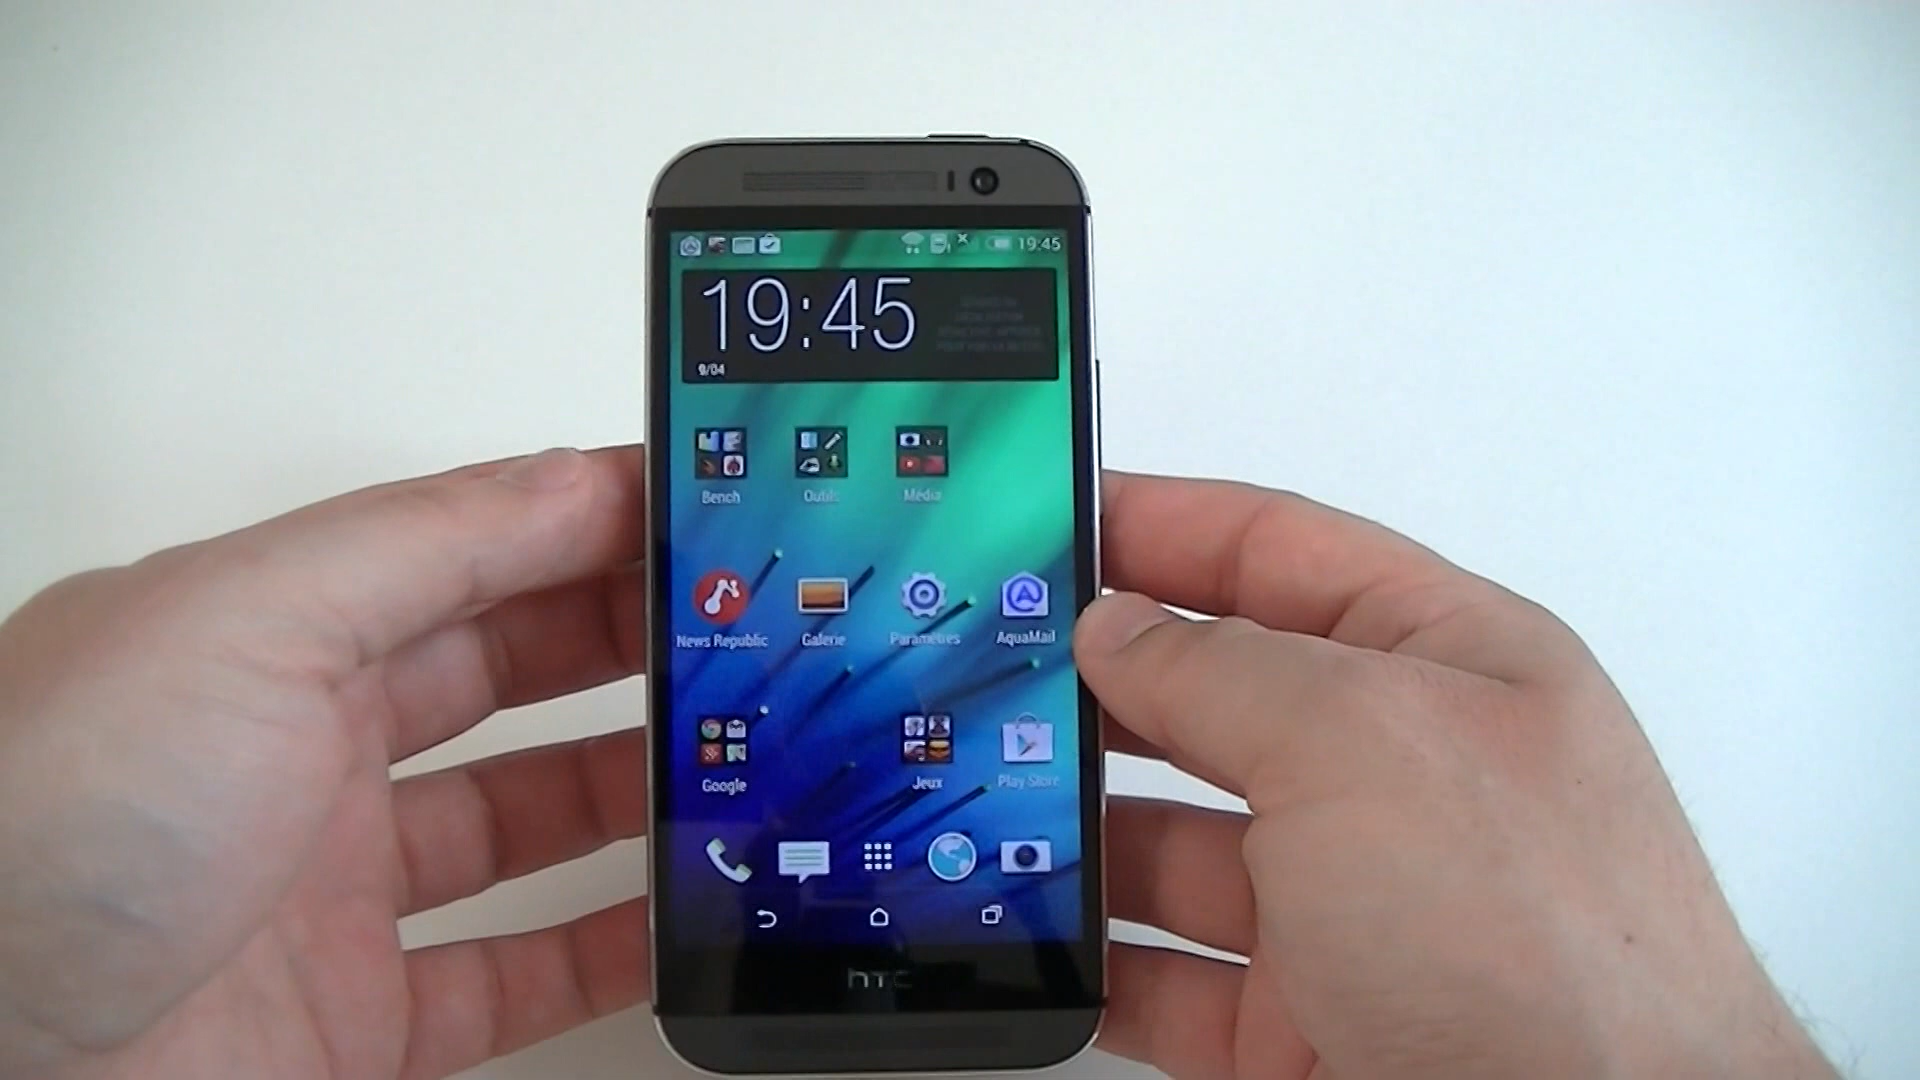 19:45
19:45
9/04
Bench Outils Média
News Republic Galerie Paramètres AquaMail
Google Jeux Play Store
hTC